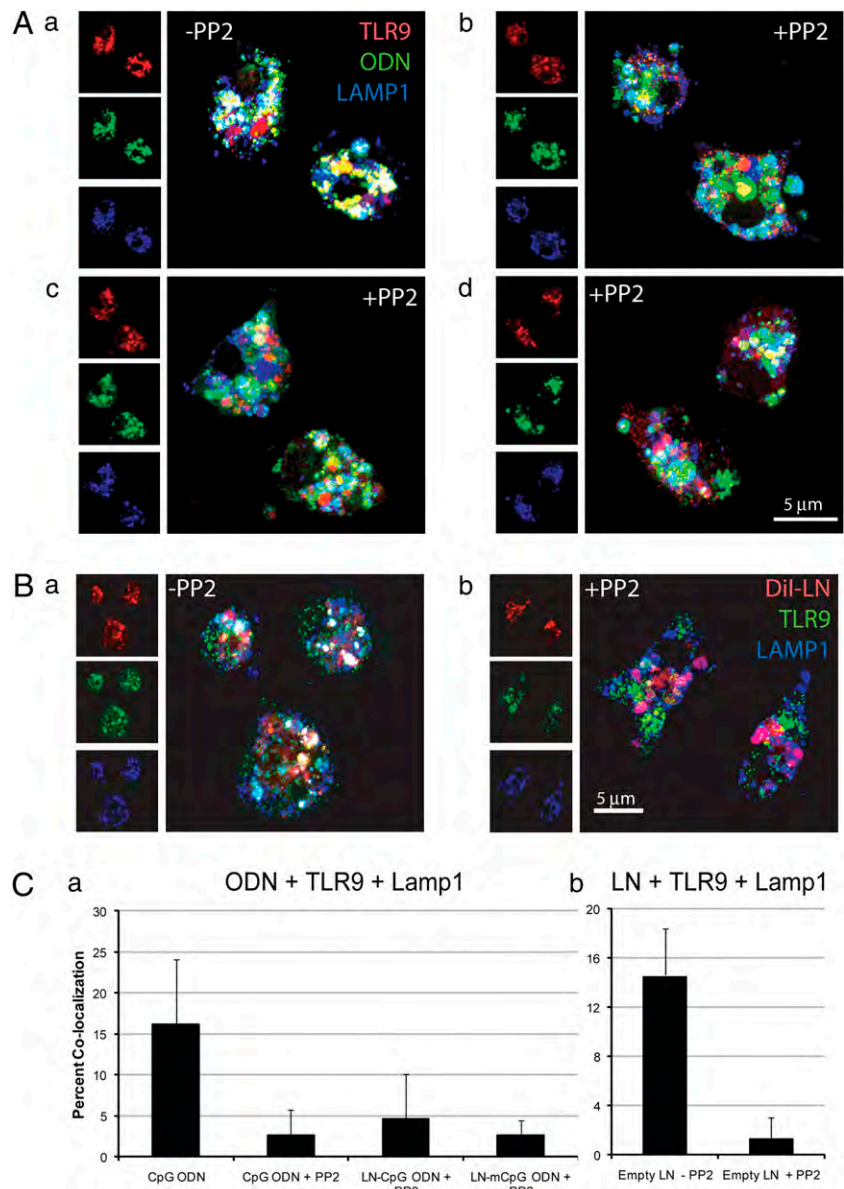 A a -PP2 TLR9
ODN
LAMP1
b +PP2
c +PP2
d +PP2
5 µm
B a -PP2
b +PP2 DiI-LN
TLR9
LAMP1
5 µm
C a ODN + TLR9 + Lamp1
Percent Co-localization
30
25
20
15
10
5
0
CpG ODN CpG ODN + PP2 LN-CpG ODN + PP2 LN-mCpG ODN + PP2
b LN + TLR9 + Lamp1
20
16
12
8
4
0
Empty LN - PP2 Empty LN + PP2